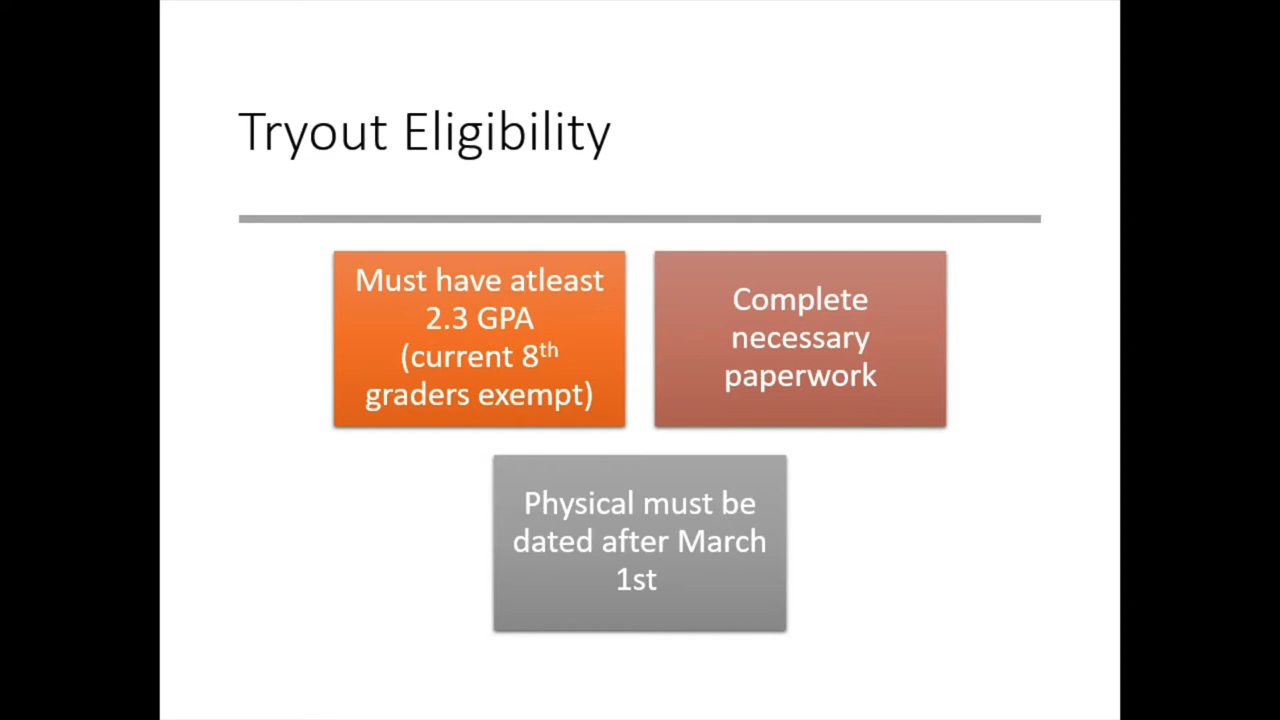 Tryout Eligibility
Must have atleast
2.3 GPA
(current 8th
graders exempt)
Complete
necessary
paperwork
Physical must be
dated after March
1st